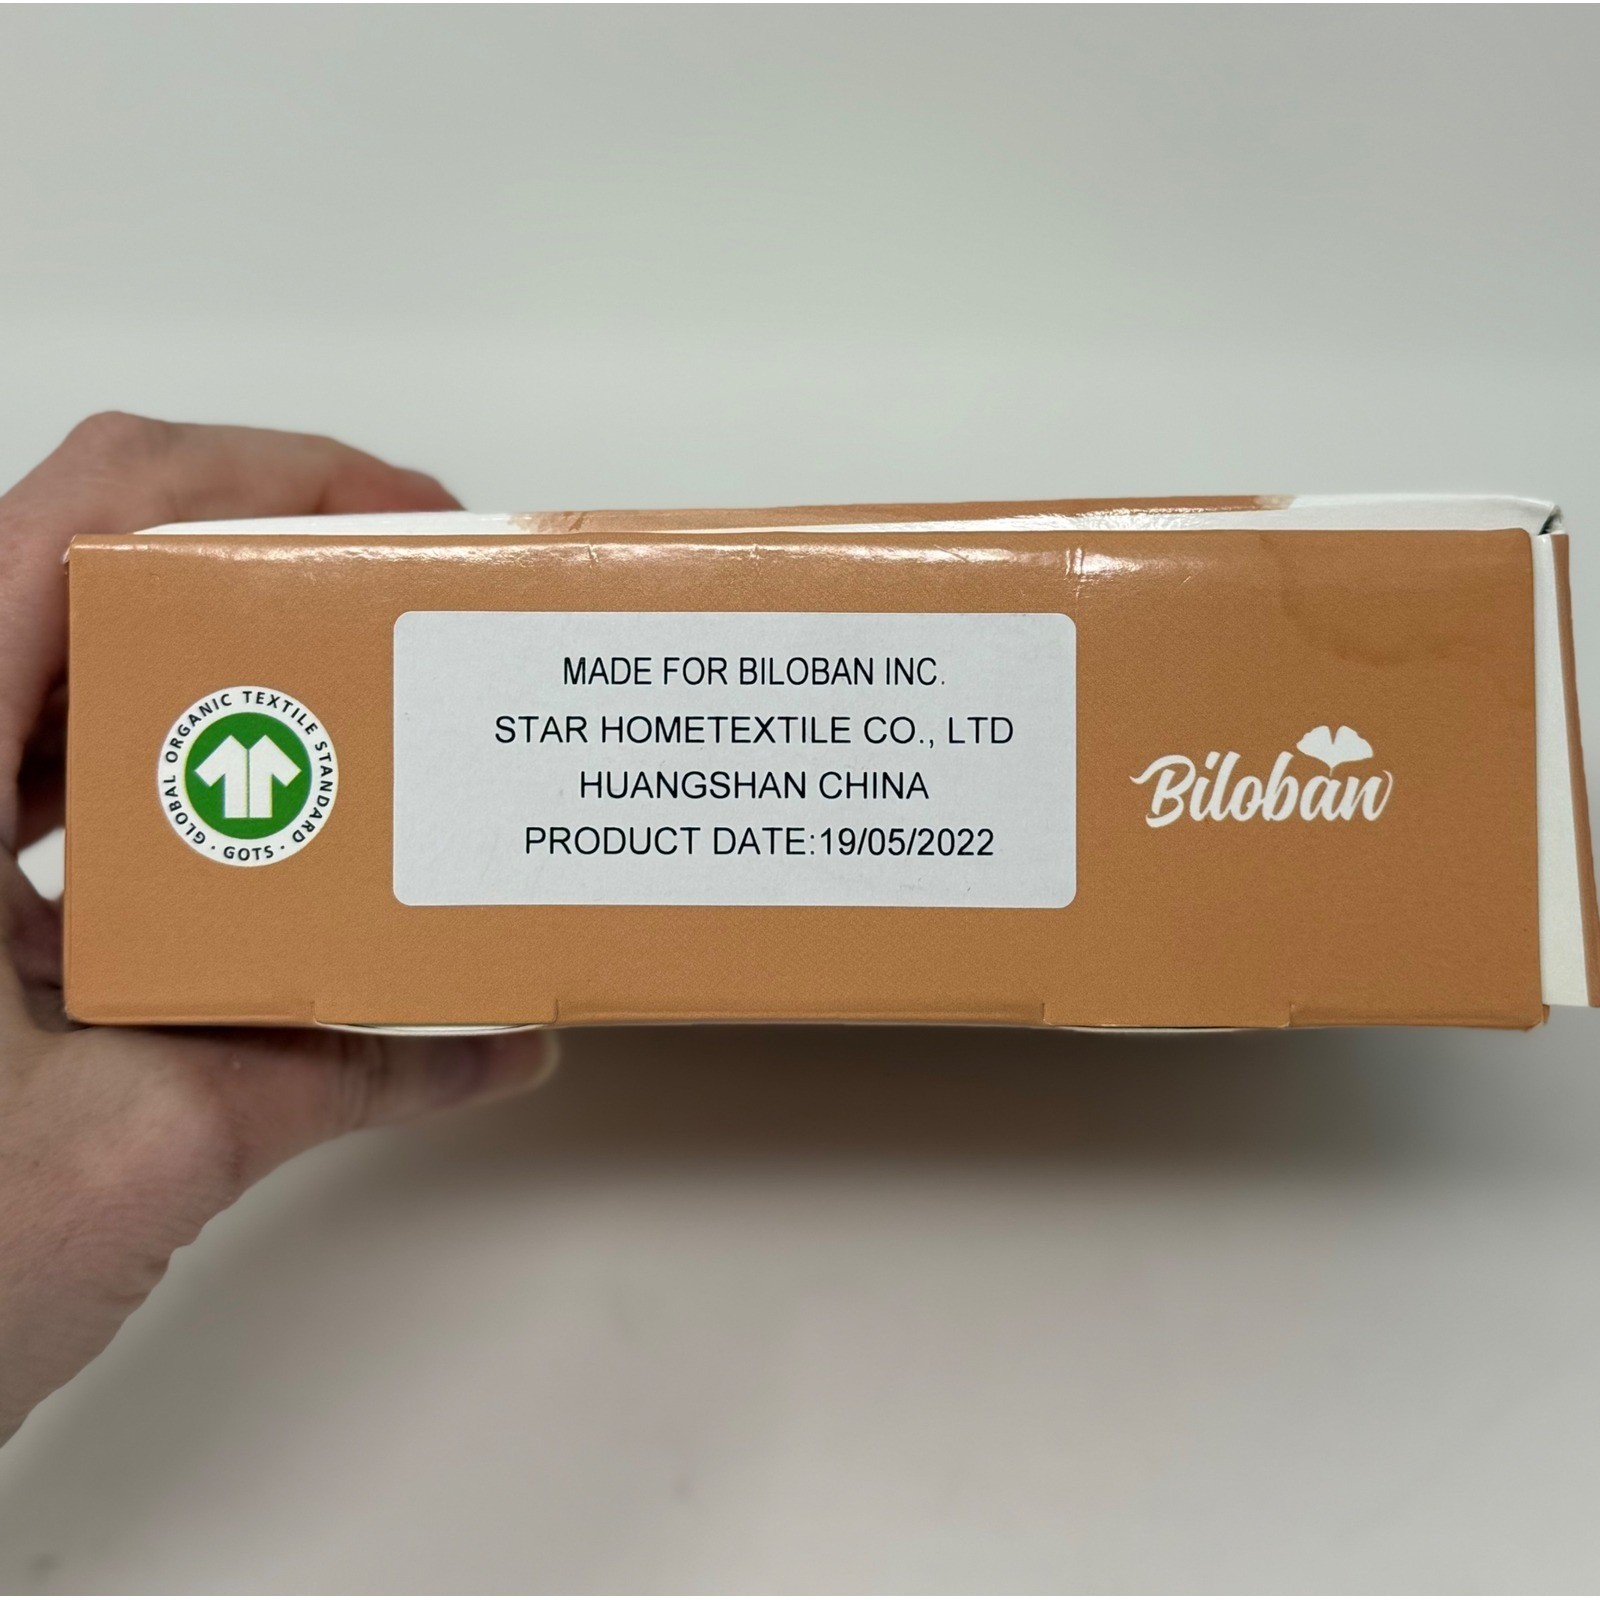 GLOBAL ORGANIC TEXTILE STANDARD · GOTS ·
MADE FOR BILOBAN INC.
STAR HOMETEXTILE CO., LTD
HUANGSHAN CHINA
PRODUCT DATE:19/05/2022
Biloban